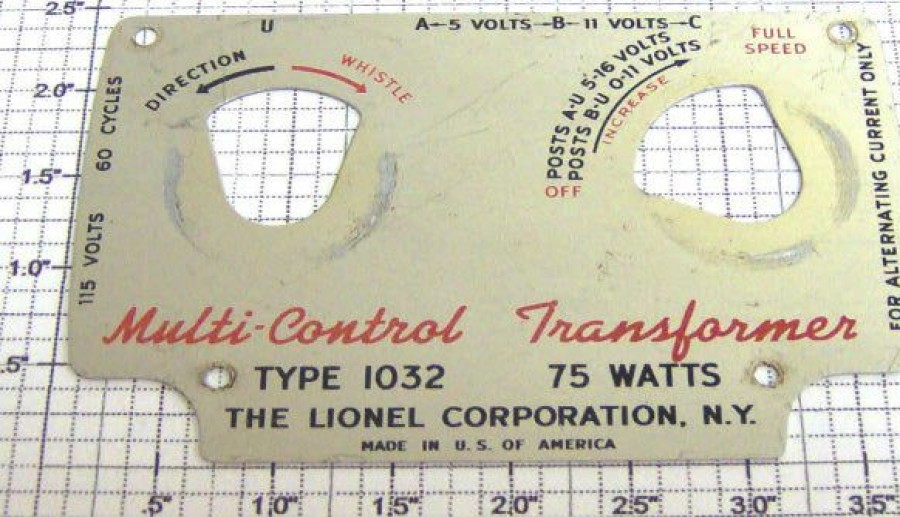 U
A←5 VOLTS→B←11 VOLTS→C
FULL
SPEED
DIRECTION
WHISTLE
POSTS A-U 5-16 VOLTS
POSTS B-U 0-11 VOLTS
INCREASE
OFF
115 VOLTS 60 CYCLES
FOR ALTERNATING CURRENT ONLY
Multi-Control Transformer
TYPE 1032 75 WATTS
THE LIONEL CORPORATION, N.Y.
MADE IN U.S. OF AMERICA
2.5"
2.0"
1.5"
1.0"
.5"
.5" 1.0" 1.5" 2.0" 2.5" 3.0" 3.5"